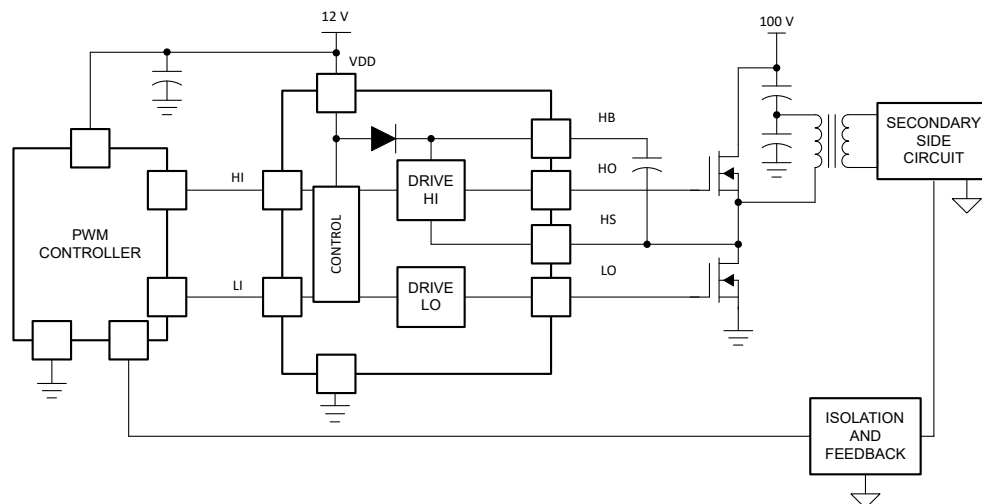 12 V
100 V
VDD
HB
SECONDARY
SIDE
CIRCUIT
HI
DRIVE
HI
HO
PWM
CONTROLLER
CONTROL
HS
LI
DRIVE
LO
LO
ISOLATION
AND
FEEDBACK